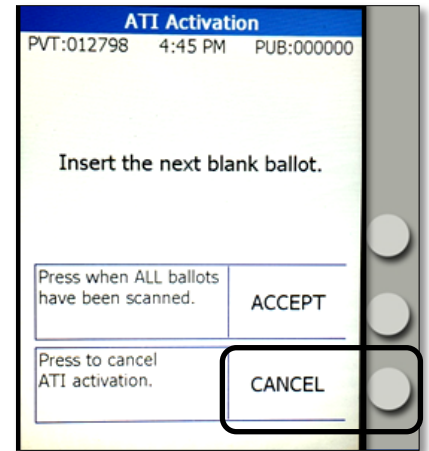 ATI Activation
PVT:012798 4:45 PM PUB:000000
Insert the next blank ballot.
Press when ALL ballots
have been scanned.
ACCEPT
Press to cancel
ATI activation.
CANCEL